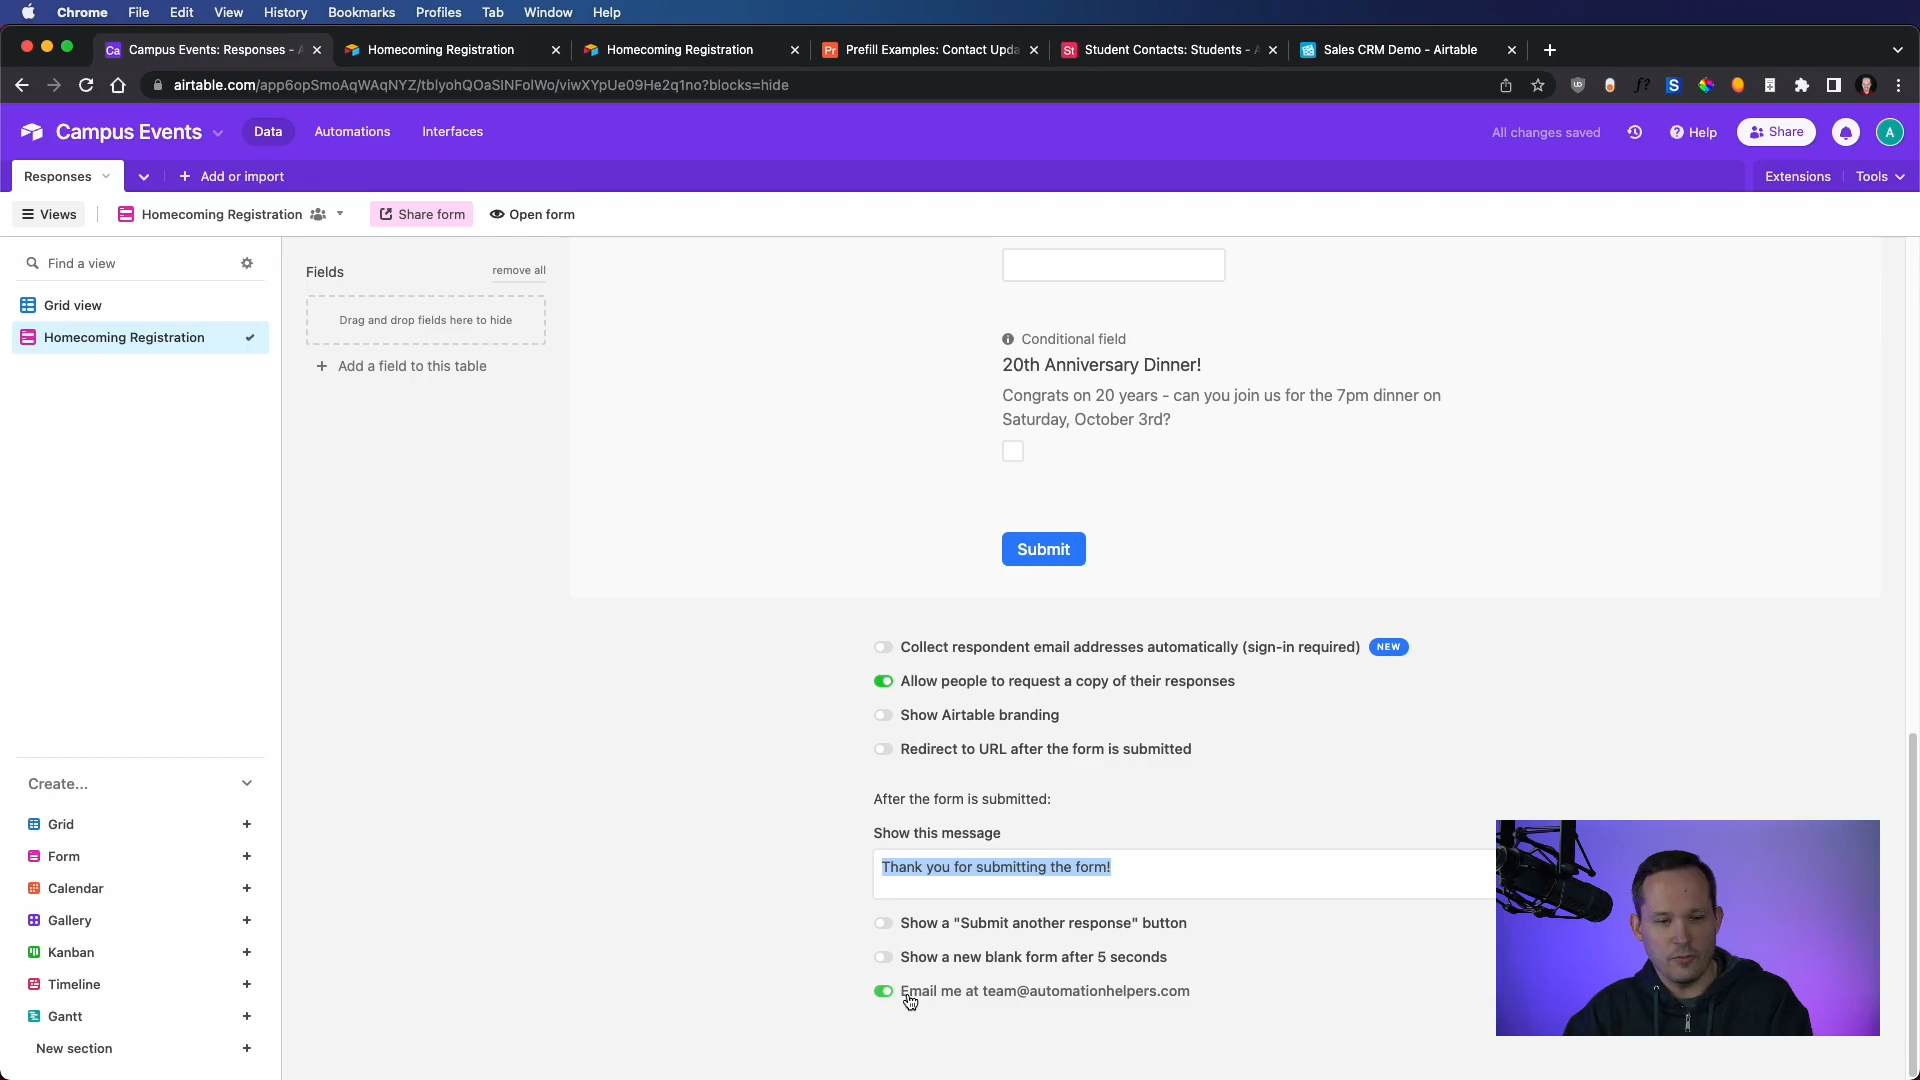 Chrome File Edit View History Bookmarks Profiles Tab Window Help
Ca Campus Events: Responses - A
Homecoming Registration
Homecoming Registration
Pr Prefill Examples: Contact Upda
St Student Contacts: Students - A
Sales CRM Demo - Airtable
airtable.com/app6opSmoAqWAqNYZ/tblyohQOaSINFolWo/viwXYpUe09He2q1no?blocks=hide
Campus Events Data Automations Interfaces All changes saved Help Share A
Responses Add or import Extensions Tools
Views Homecoming Registration Share form Open form
Find a view
Grid view
Homecoming Registration
Create...
Grid
Form
Calendar
Gallery
Kanban
Timeline
Gantt
New section
Fields remove all
Drag and drop fields here to hide
Add a field to this table
Conditional field
20th Anniversary Dinner!
Congrats on 20 years - can you join us for the 7pm dinner on
Saturday, October 3rd?
Submit
Collect respondent email addresses automatically (sign-in required) NEW
Allow people to request a copy of their responses
Show Airtable branding
Redirect to URL after the form is submitted
After the form is submitted:
Show this message
Thank you for submitting the form!
Show a "Submit another response" button
Show a new blank form after 5 seconds
Email me at team@automationhelpers.com